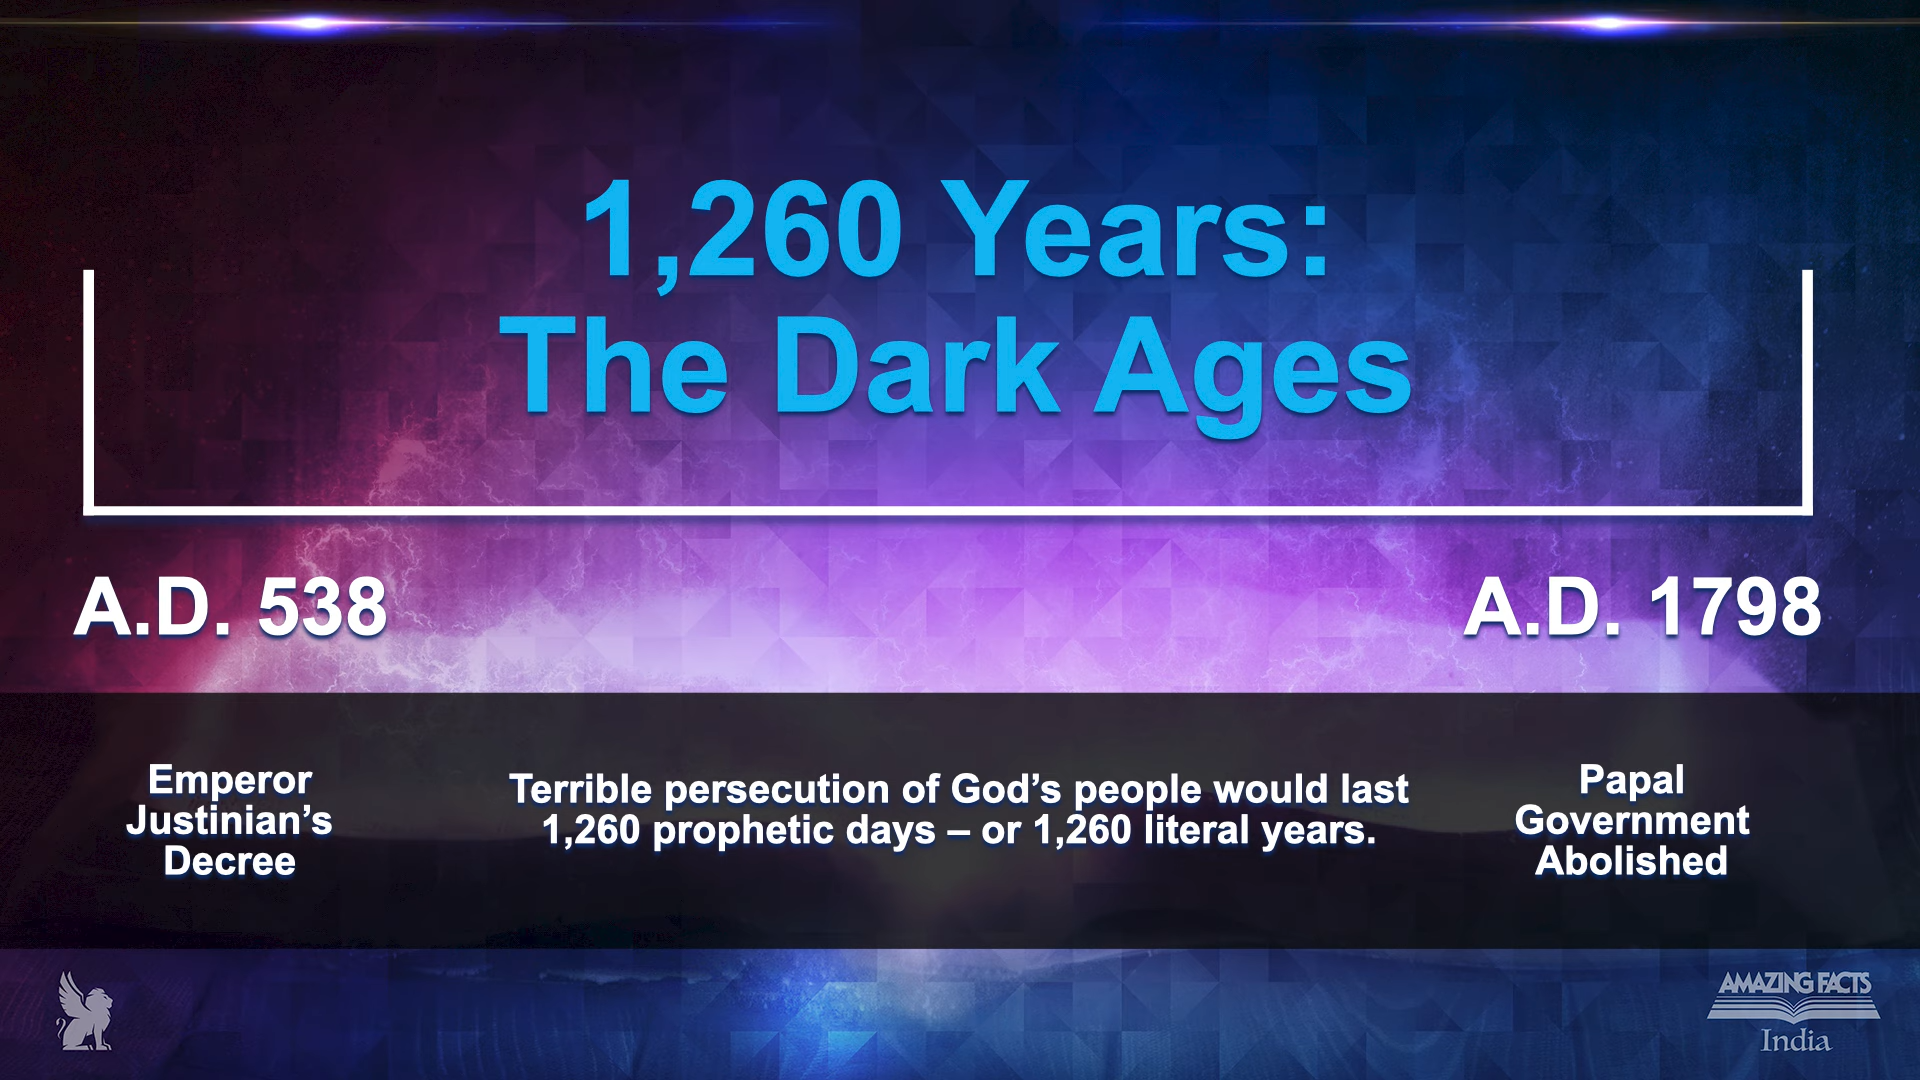 1,260 Years:
The Dark Ages
A.D. 538
A.D. 1798
Emperor
Justinian’s
Decree
Terrible persecution of God’s people would last
1,260 prophetic days – or 1,260 literal years.
Papal
Government
Abolished
AMAZING FACTS
India